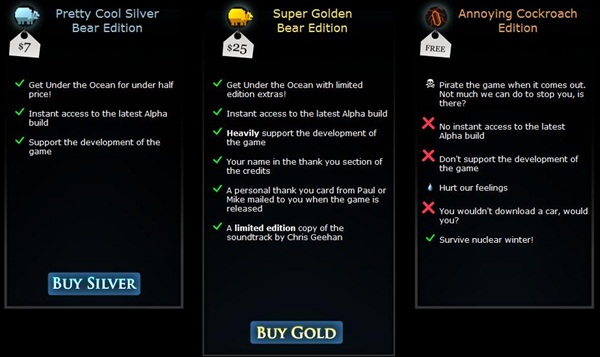 Pretty Cool Silver
Bear Edition
$7
Get Under the Ocean for under half
price!
Instant access to the latest Alpha
build
Support the development of the
game
BUY SILVER
Super Golden
Bear Edition
$25
Get Under the Ocean with limited
edition extras!
Instant access to the latest Alpha build
Heavily support the development of
the game
Your name in the thank you section of
the credits
A personal thank you card from Paul or
Mike mailed to you when the game is
released
A limited edition copy of the
soundtrack by Chris Geehan
BUY GOLD
Annoying Cockroach
Edition
FREE
Pirate the game when it comes out.
Not much we can do to stop you, is
there?
No instant access to the latest
Alpha build
Don't support the development of
the game
Hurt our feelings
You wouldn't download a car, would
you?
Survive nuclear winter!